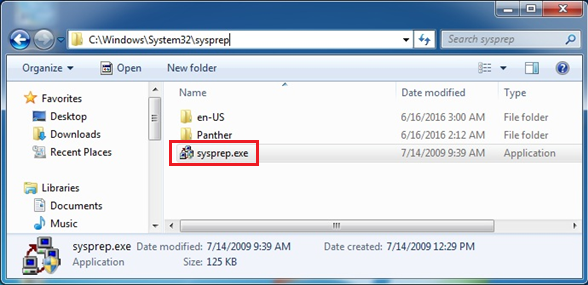 C:\Windows\System32\sysprep
Search sysprep
Organize Open New folder
Name Date modified Type
Favorites
Desktop
Downloads
Recent Places
Libraries
Documents
Music
en-US 6/16/2016 3:00 AM File folder
Panther 6/16/2016 2:12 AM File folder
sysprep.exe 7/14/2009 9:39 AM Application
sysprep.exe Date modified: 7/14/2009 9:39 AM Date created: 7/14/2009 12:29 PM
Application Size: 125 KB